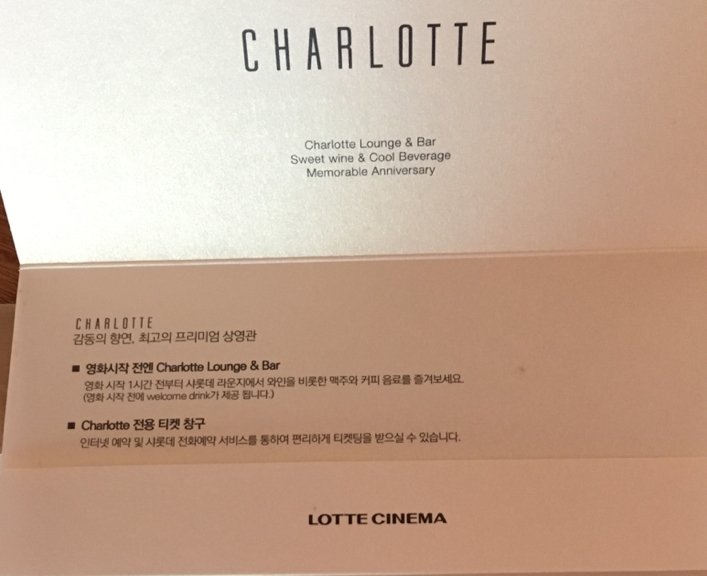 CHARLOTTE
Charlotte Lounge & Bar
Sweet wine & Cool Beverage
Memorable Anniversary
CHARLOTTE
감동의 향연, 최고의 프리미엄 상영관
■ 영화시작 전엔 Charlotte Lounge & Bar
영화 시작 1시간 전부터 샤롯데 라운지에서 와인을 비롯한 맥주와 커피 음료를 즐겨보세요.
(영화 시작 전에 welcome drink가 제공 됩니다.)
■ Charlotte 전용 티켓 창구
인터넷 예약 및 샤롯데 전화예약 서비스를 통하여 편리하게 티켓팅을 받으실 수 있습니다.
LOTTE CINEMA